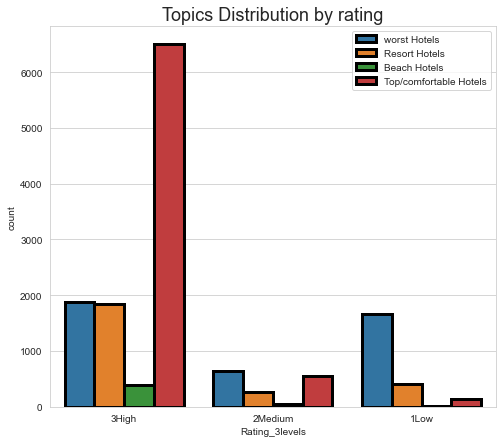 Topics Distribution by rating
worst Hotels
Resort Hotels
Beach Hotels
Top/comfortable Hotels
6000
5000
4000
3000
2000
1000
0
count
3High
2Medium
1Low
Rating_3levels